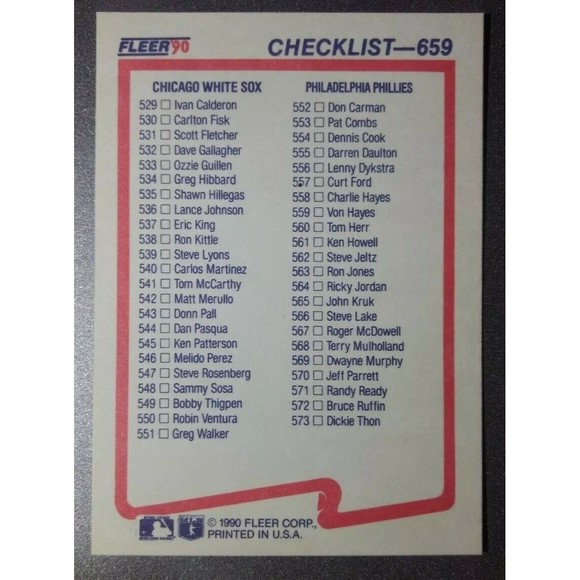 FLEER'90
CHECKLIST—659
CHICAGO WHITE SOX
529 Ivan Calderon
530 Carlton Fisk
531 Scott Fletcher
532 Dave Gallagher
533 Ozzie Guillen
534 Greg Hibbard
535 Shawn Hillegas
536 Lance Johnson
537 Eric King
538 Ron Kittle
539 Steve Lyons
540 Carlos Martinez
541 Tom McCarthy
542 Matt Merullo
543 Donn Pall
544 Dan Pasqua
545 Ken Patterson
546 Melido Perez
547 Steve Rosenberg
548 Sammy Sosa
549 Bobby Thigpen
550 Robin Ventura
551 Greg Walker
PHILADELPHIA PHILLIES
552 Don Carman
553 Pat Combs
554 Dennis Cook
555 Darren Daulton
556 Lenny Dykstra
557 Curt Ford
558 Charlie Hayes
559 Von Hayes
560 Tom Herr
561 Ken Howell
562 Steve Jeltz
563 Ron Jones
564 Ricky Jordan
565 John Kruk
566 Steve Lake
567 Roger McDowell
568 Terry Mulholland
569 Dwayne Murphy
570 Jeff Parrett
571 Randy Ready
572 Bruce Ruffin
573 Dickie Thon
© 1990 FLEER CORP.,
PRINTED IN U.S.A.